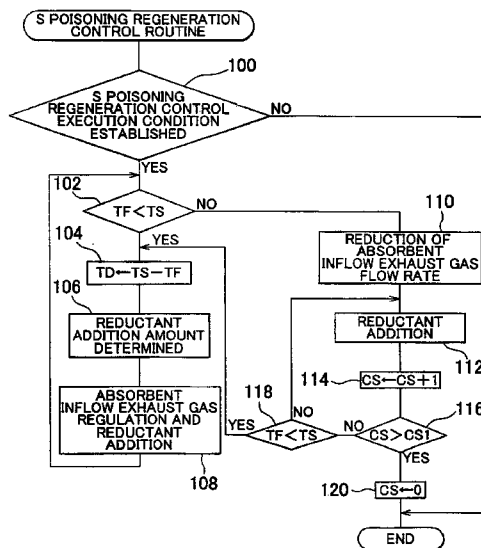 S POISONING REGENERATION
CONTROL ROUTINE
100
S POISONING
REGENERATION CONTROL
EXECUTION CONDITION
ESTABLISHED
NO
YES
102
TF<TS
NO
YES
104
TD←TS−TF
106
REDUCTANT
ADDITION AMOUNT
DETERMINED
ABSORBENT
INFLOW EXHAUST GAS
REGULATION AND
REDUCTANT
ADDITION
108
110
REDUCTION OF
ABSORBENT
INFLOW EXHAUST GAS
FLOW RATE
REDUCTANT
ADDITION
112
114
CS←CS+1
116
CS>CS1
NO
YES
118
TF<TS
NO
YES
120
CS←0
END